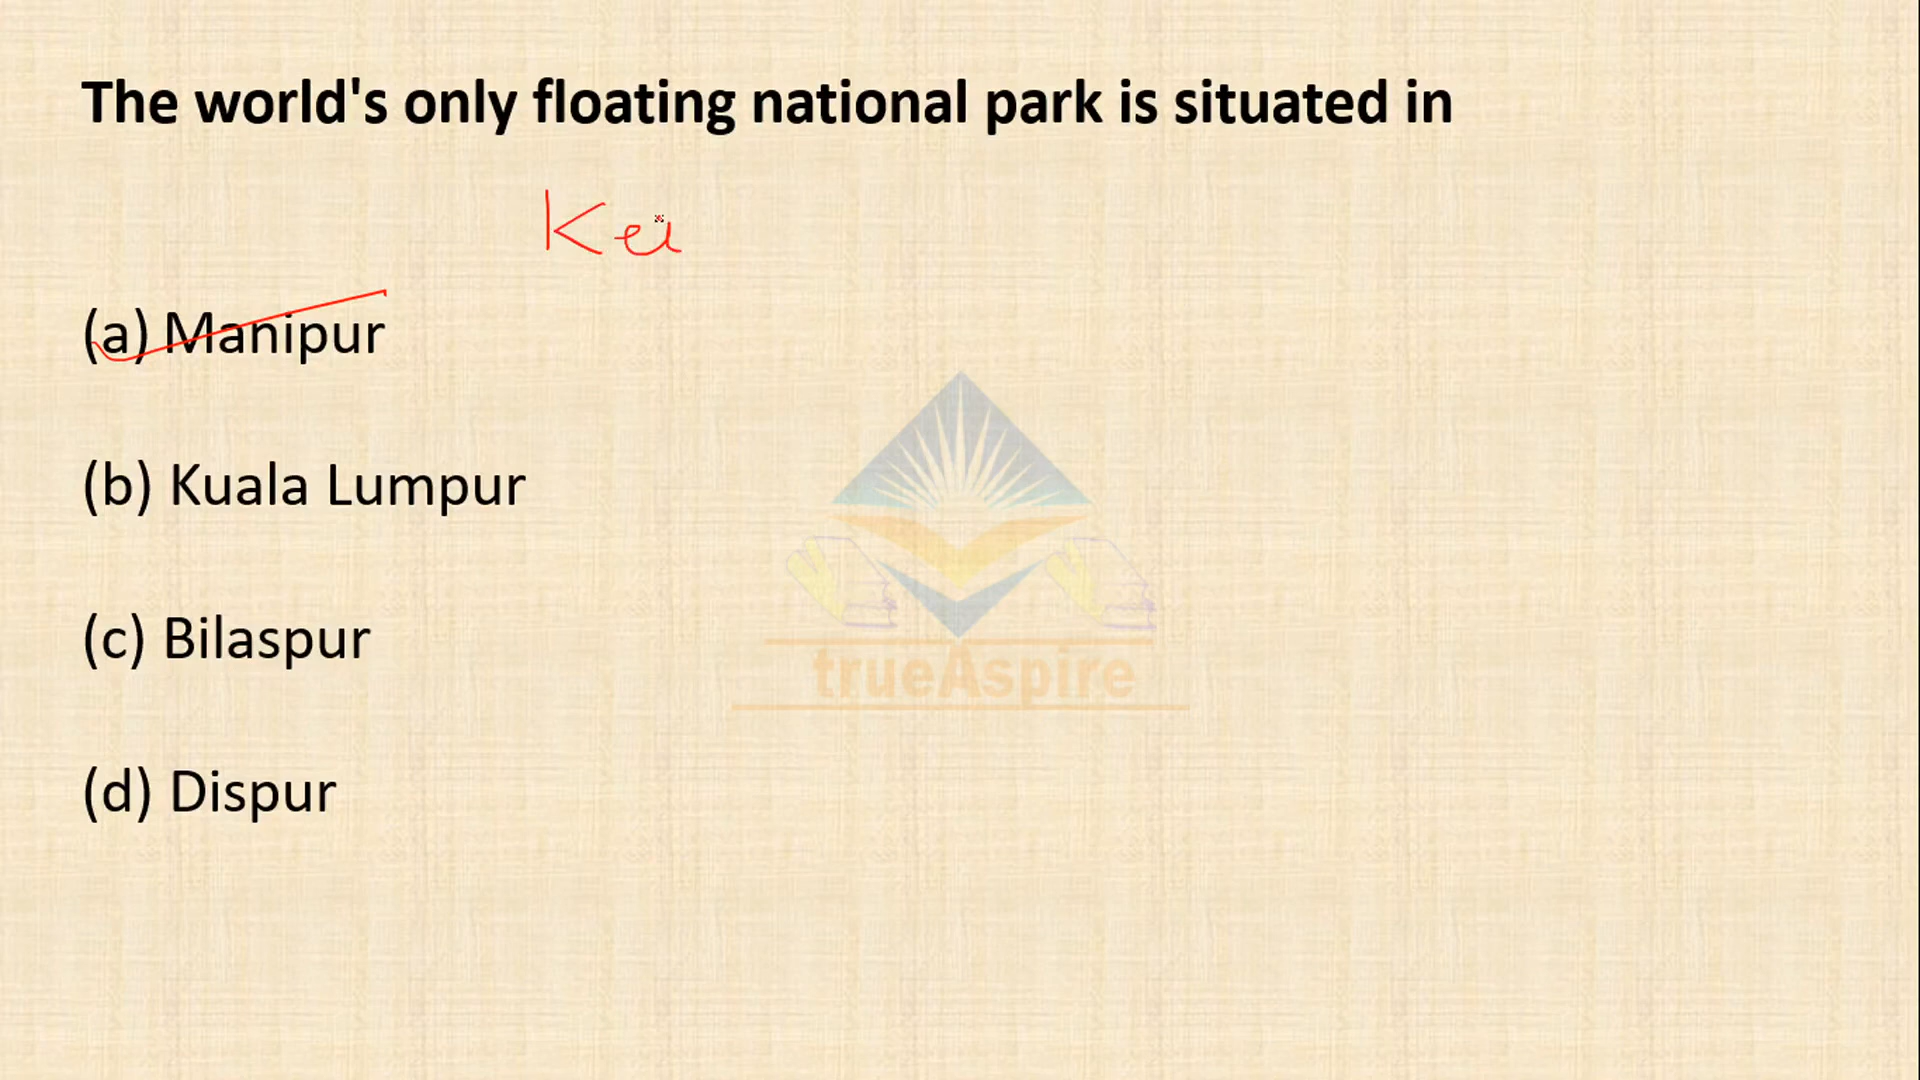 The world's only floating national park is situated in
Kei
(a) Manipur
(b) Kuala Lumpur
trueAspire
(c) Bilaspur
(d) Dispur